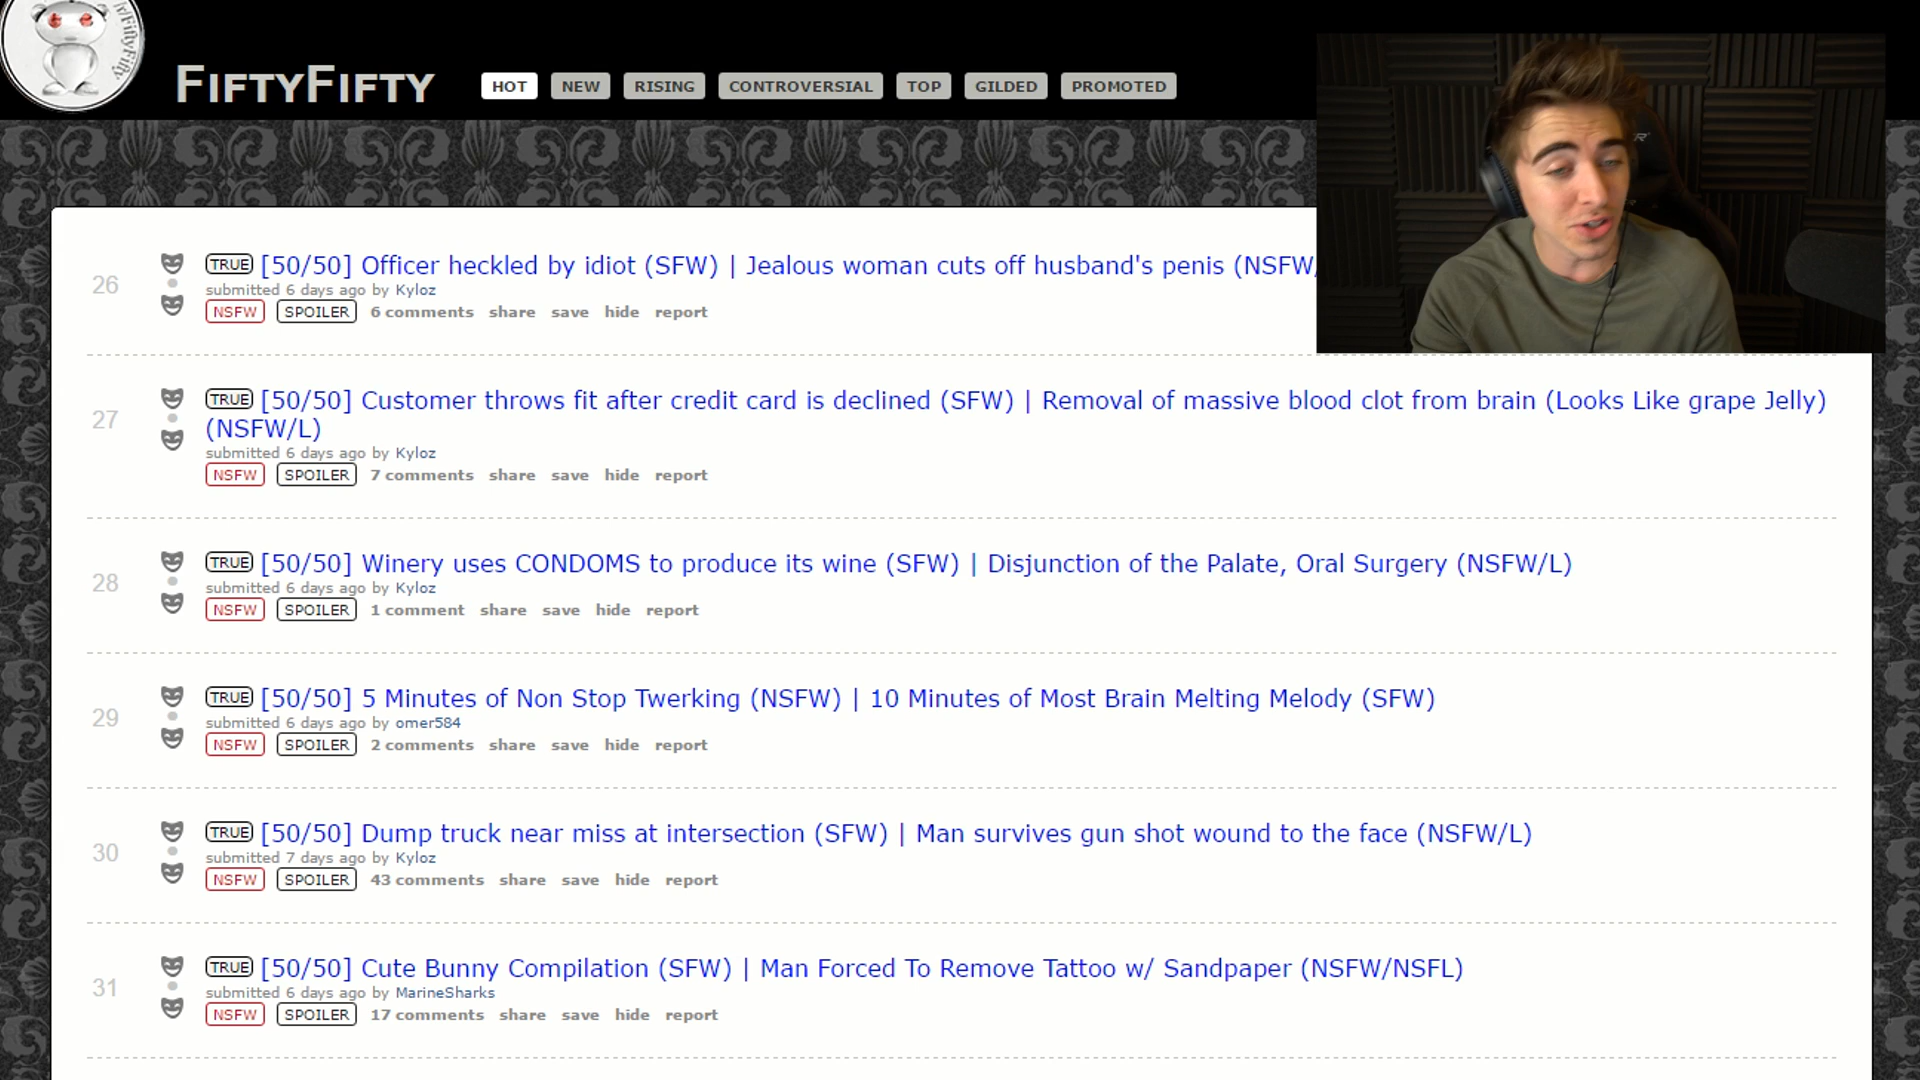 r/FiftyFifty
FIFTYFIFTY
HOT NEW RISING CONTROVERSIAL TOP GILDED PROMOTED
26
TRUE [50/50] Officer heckled by idiot (SFW) | Jealous woman cuts off husband's penis (NSFW/
submitted 6 days ago by Kyloz
NSFW SPOILER 6 comments share save hide report
27
TRUE [50/50] Customer throws fit after credit card is declined (SFW) | Removal of massive blood clot from brain (Looks Like grape Jelly)
(NSFW/L)
submitted 6 days ago by Kyloz
NSFW SPOILER 7 comments share save hide report
28
TRUE [50/50] Winery uses CONDOMS to produce its wine (SFW) | Disjunction of the Palate, Oral Surgery (NSFW/L)
submitted 6 days ago by Kyloz
NSFW SPOILER 1 comment share save hide report
29
TRUE [50/50] 5 Minutes of Non Stop Twerking (NSFW) | 10 Minutes of Most Brain Melting Melody (SFW)
submitted 6 days ago by omer584
NSFW SPOILER 2 comments share save hide report
30
TRUE [50/50] Dump truck near miss at intersection (SFW) | Man survives gun shot wound to the face (NSFW/L)
submitted 7 days ago by Kyloz
NSFW SPOILER 43 comments share save hide report
31
TRUE [50/50] Cute Bunny Compilation (SFW) | Man Forced To Remove Tattoo w/ Sandpaper (NSFW/NSFL)
submitted 6 days ago by MarineSharks
NSFW SPOILER 17 comments share save hide report